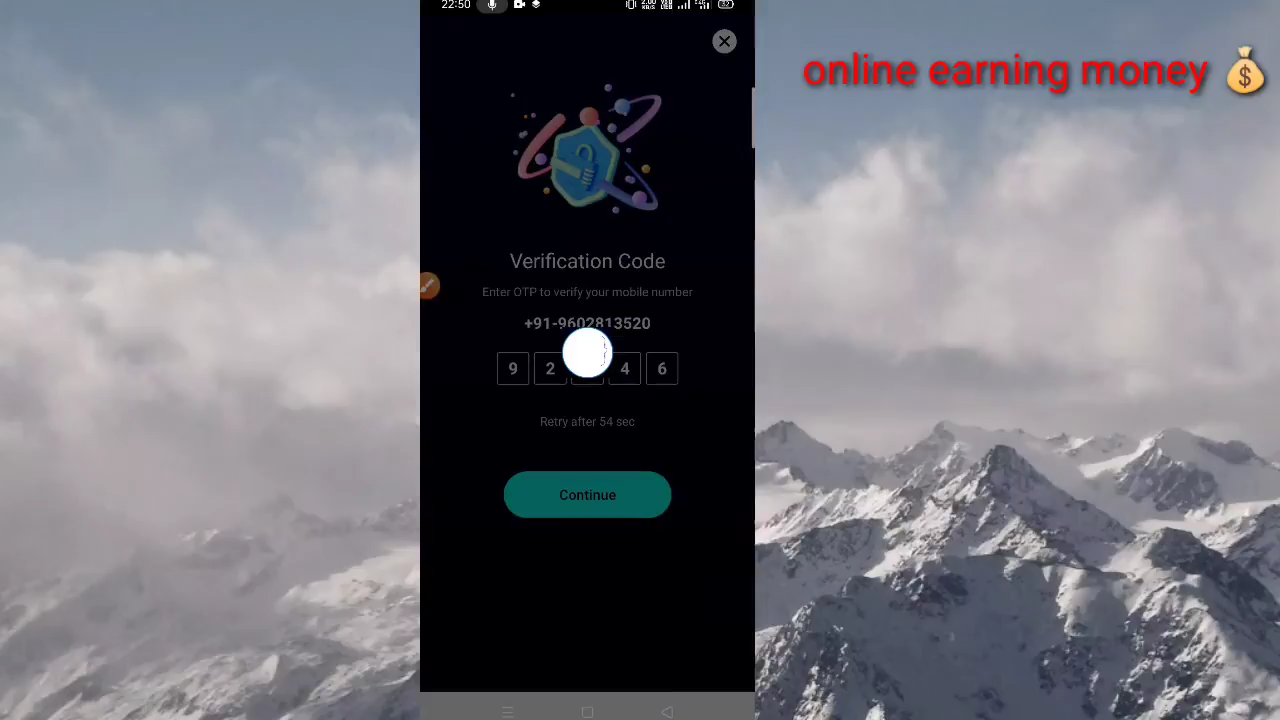 22:50
online earning money 💰
Verification Code
Enter OTP to verify your mobile number
+91-9602813520
9 2 4 6
Retry after 54 sec
Continue